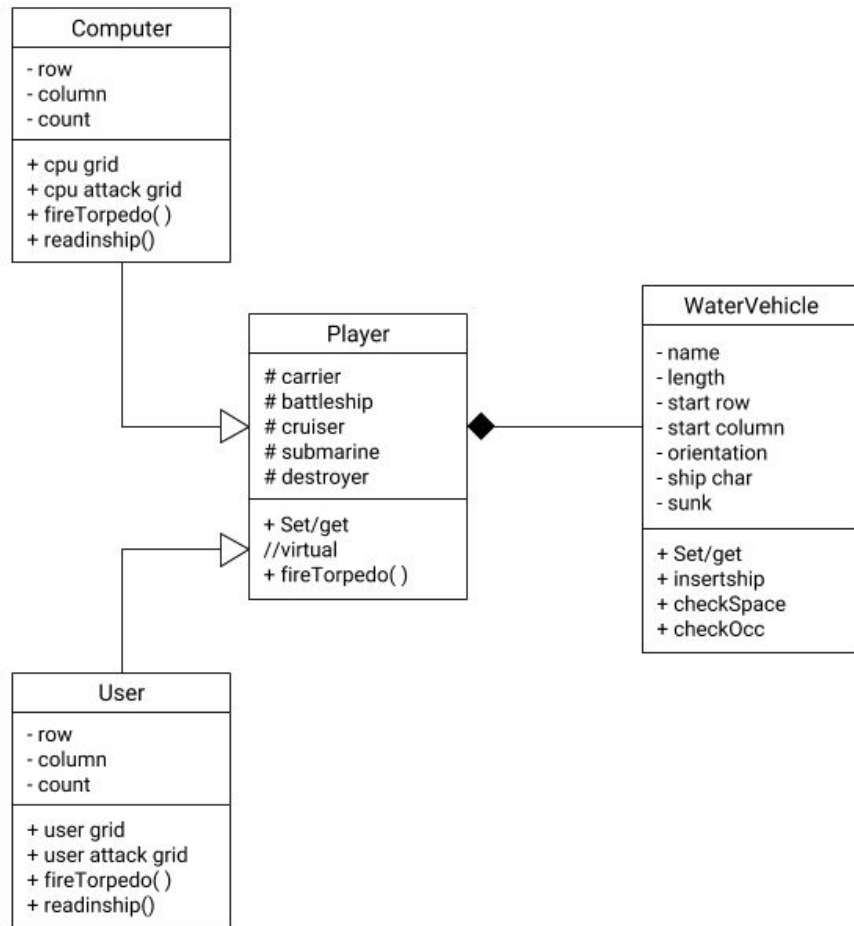 Computer
- row
- column
- count
+ cpu grid
+ cpu attack grid
+ fireTorpedo( )
+ readinship()
Player
# carrier
# battleship
# cruiser
# submarine
# destroyer
+ Set/get
//virtual
+ fireTorpedo( )
WaterVehicle
- name
- length
- start row
- start column
- orientation
- ship char
- sunk
+ Set/get
+ insertship
+ checkSpace
+ checkOcc
User
- row
- column
- count
+ user grid
+ user attack grid
+ fireTorpedo( )
+ readinship()